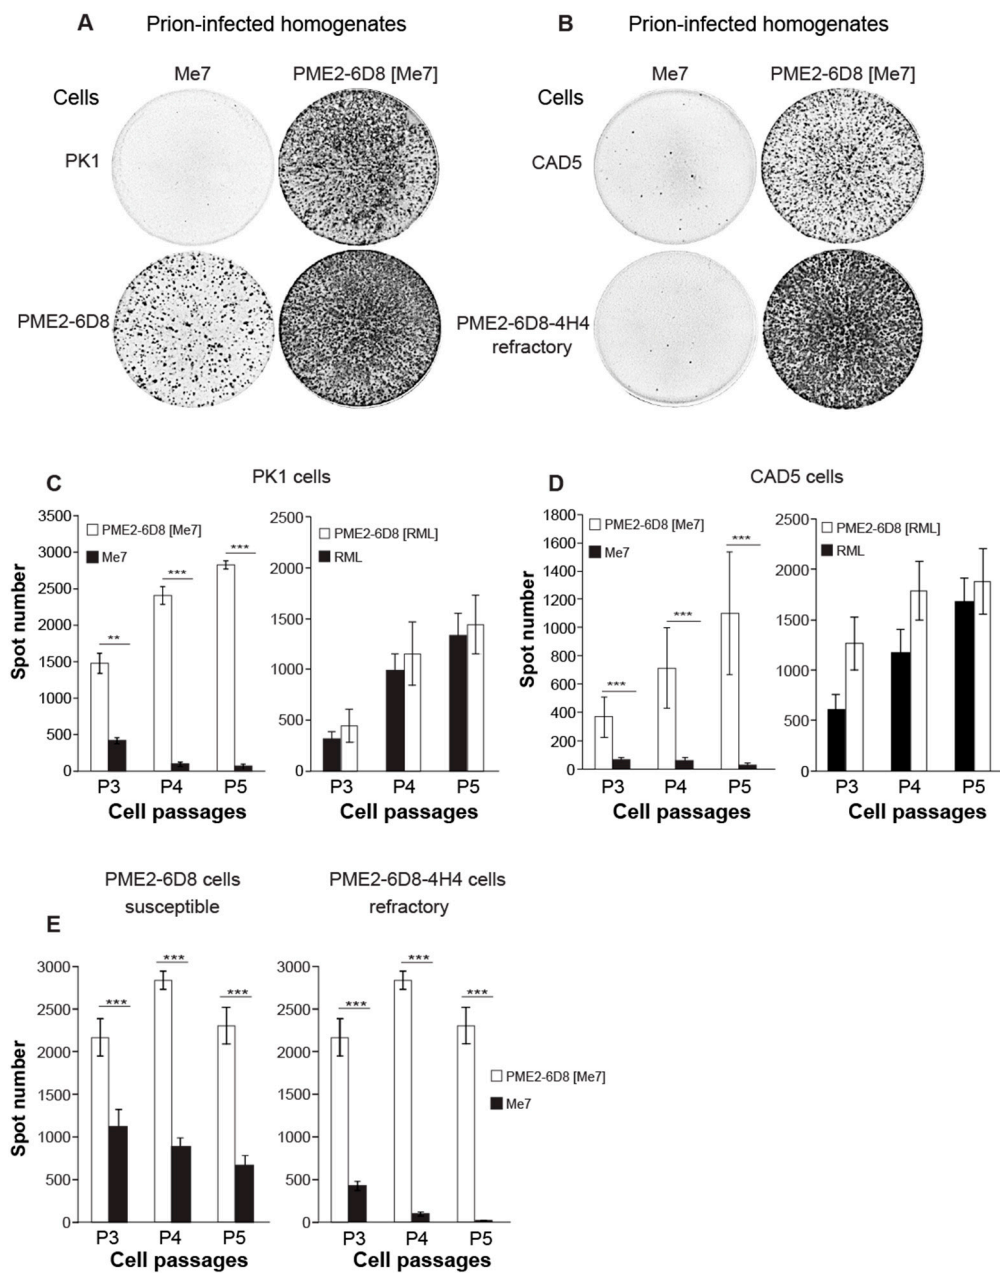 A Prion-infected homogenates
Me7 PME2-6D8 [Me7]
Cells
PK1
PME2-6D8
B Prion-infected homogenates
Me7 PME2-6D8 [Me7]
Cells
CAD5
PME2-6D8-4H4
refractory
C PK1 cells
Spot number
3500
3000
2500
2000
1500
1000
500
0
PME2-6D8 [Me7]
Me7
**
***
***
P3 P4 P5
Cell passages
2500
2000
1500
1000
500
0
PME2-6D8 [RML]
RML
P3 P4 P5
Cell passages
D CAD5 cells
Spot number
1800
1600
1400
1200
1000
800
600
400
200
0
PME2-6D8 [Me7]
Me7
***
***
***
P3 P4 P5
Cell passages
2500
2000
1500
1000
500
0
PME2-6D8 [RML]
RML
P3 P4 P5
Cell passages
E
PME2-6D8 cells
susceptible
Spot number
3000
2500
2000
1500
1000
500
0
***
***
***
P3 P4 P5
Cell passages
PME2-6D8-4H4 cells
refractory
3000
2500
2000
1500
1000
500
0
***
***
***
P3 P4 P5
Cell passages
PME2-6D8 [Me7]
Me7